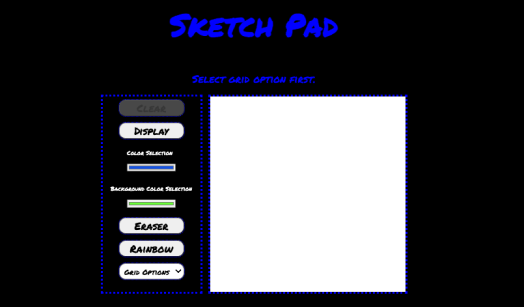 Sketch Pad
Select grid option first.
Clear
Display
Color Selection
Background Color Selection
Eraser
Rainbow
Grid Options